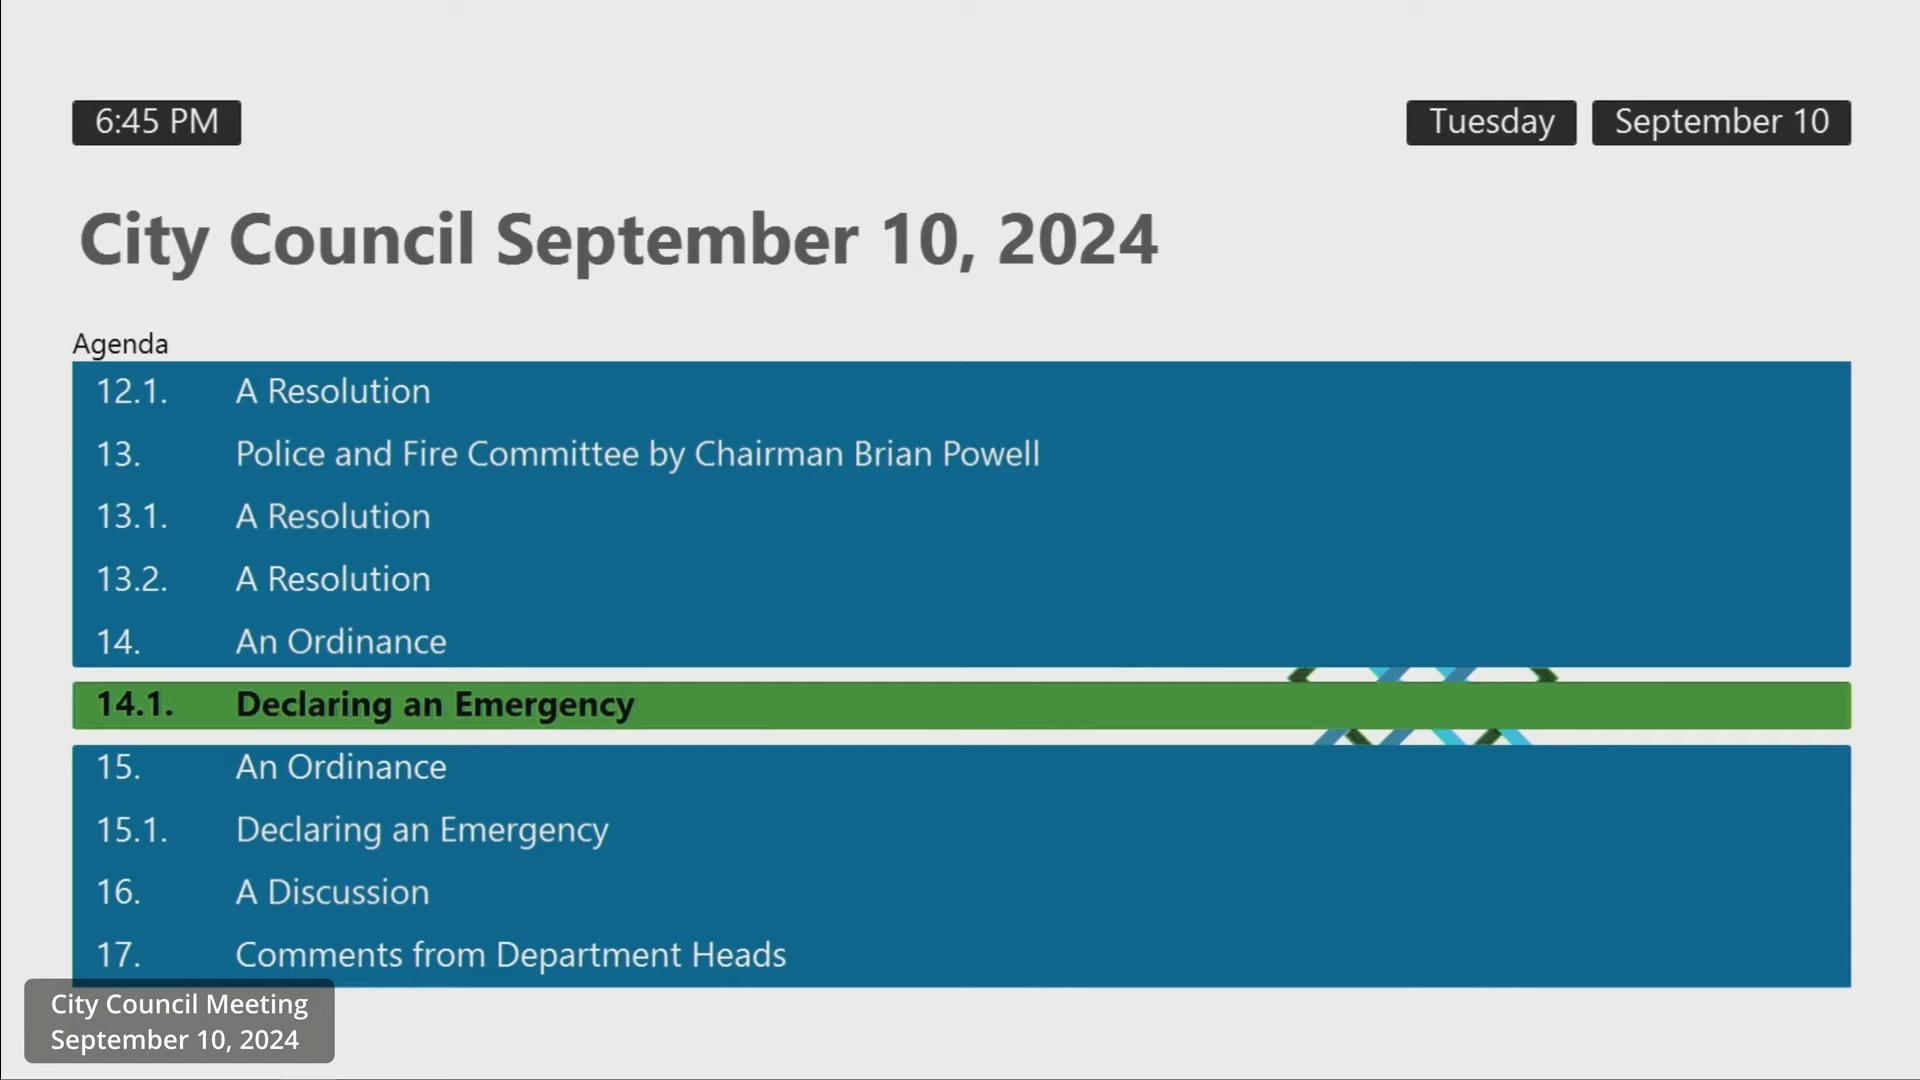 6:45 PM
Tuesday September 10
City Council September 10, 2024
Agenda
12.1. A Resolution
13. Police and Fire Committee by Chairman Brian Powell
13.1. A Resolution
13.2. A Resolution
14. An Ordinance
14.1. Declaring an Emergency
15. An Ordinance
15.1. Declaring an Emergency
16. A Discussion
17. Comments from Department Heads
City Council Meeting
September 10, 2024